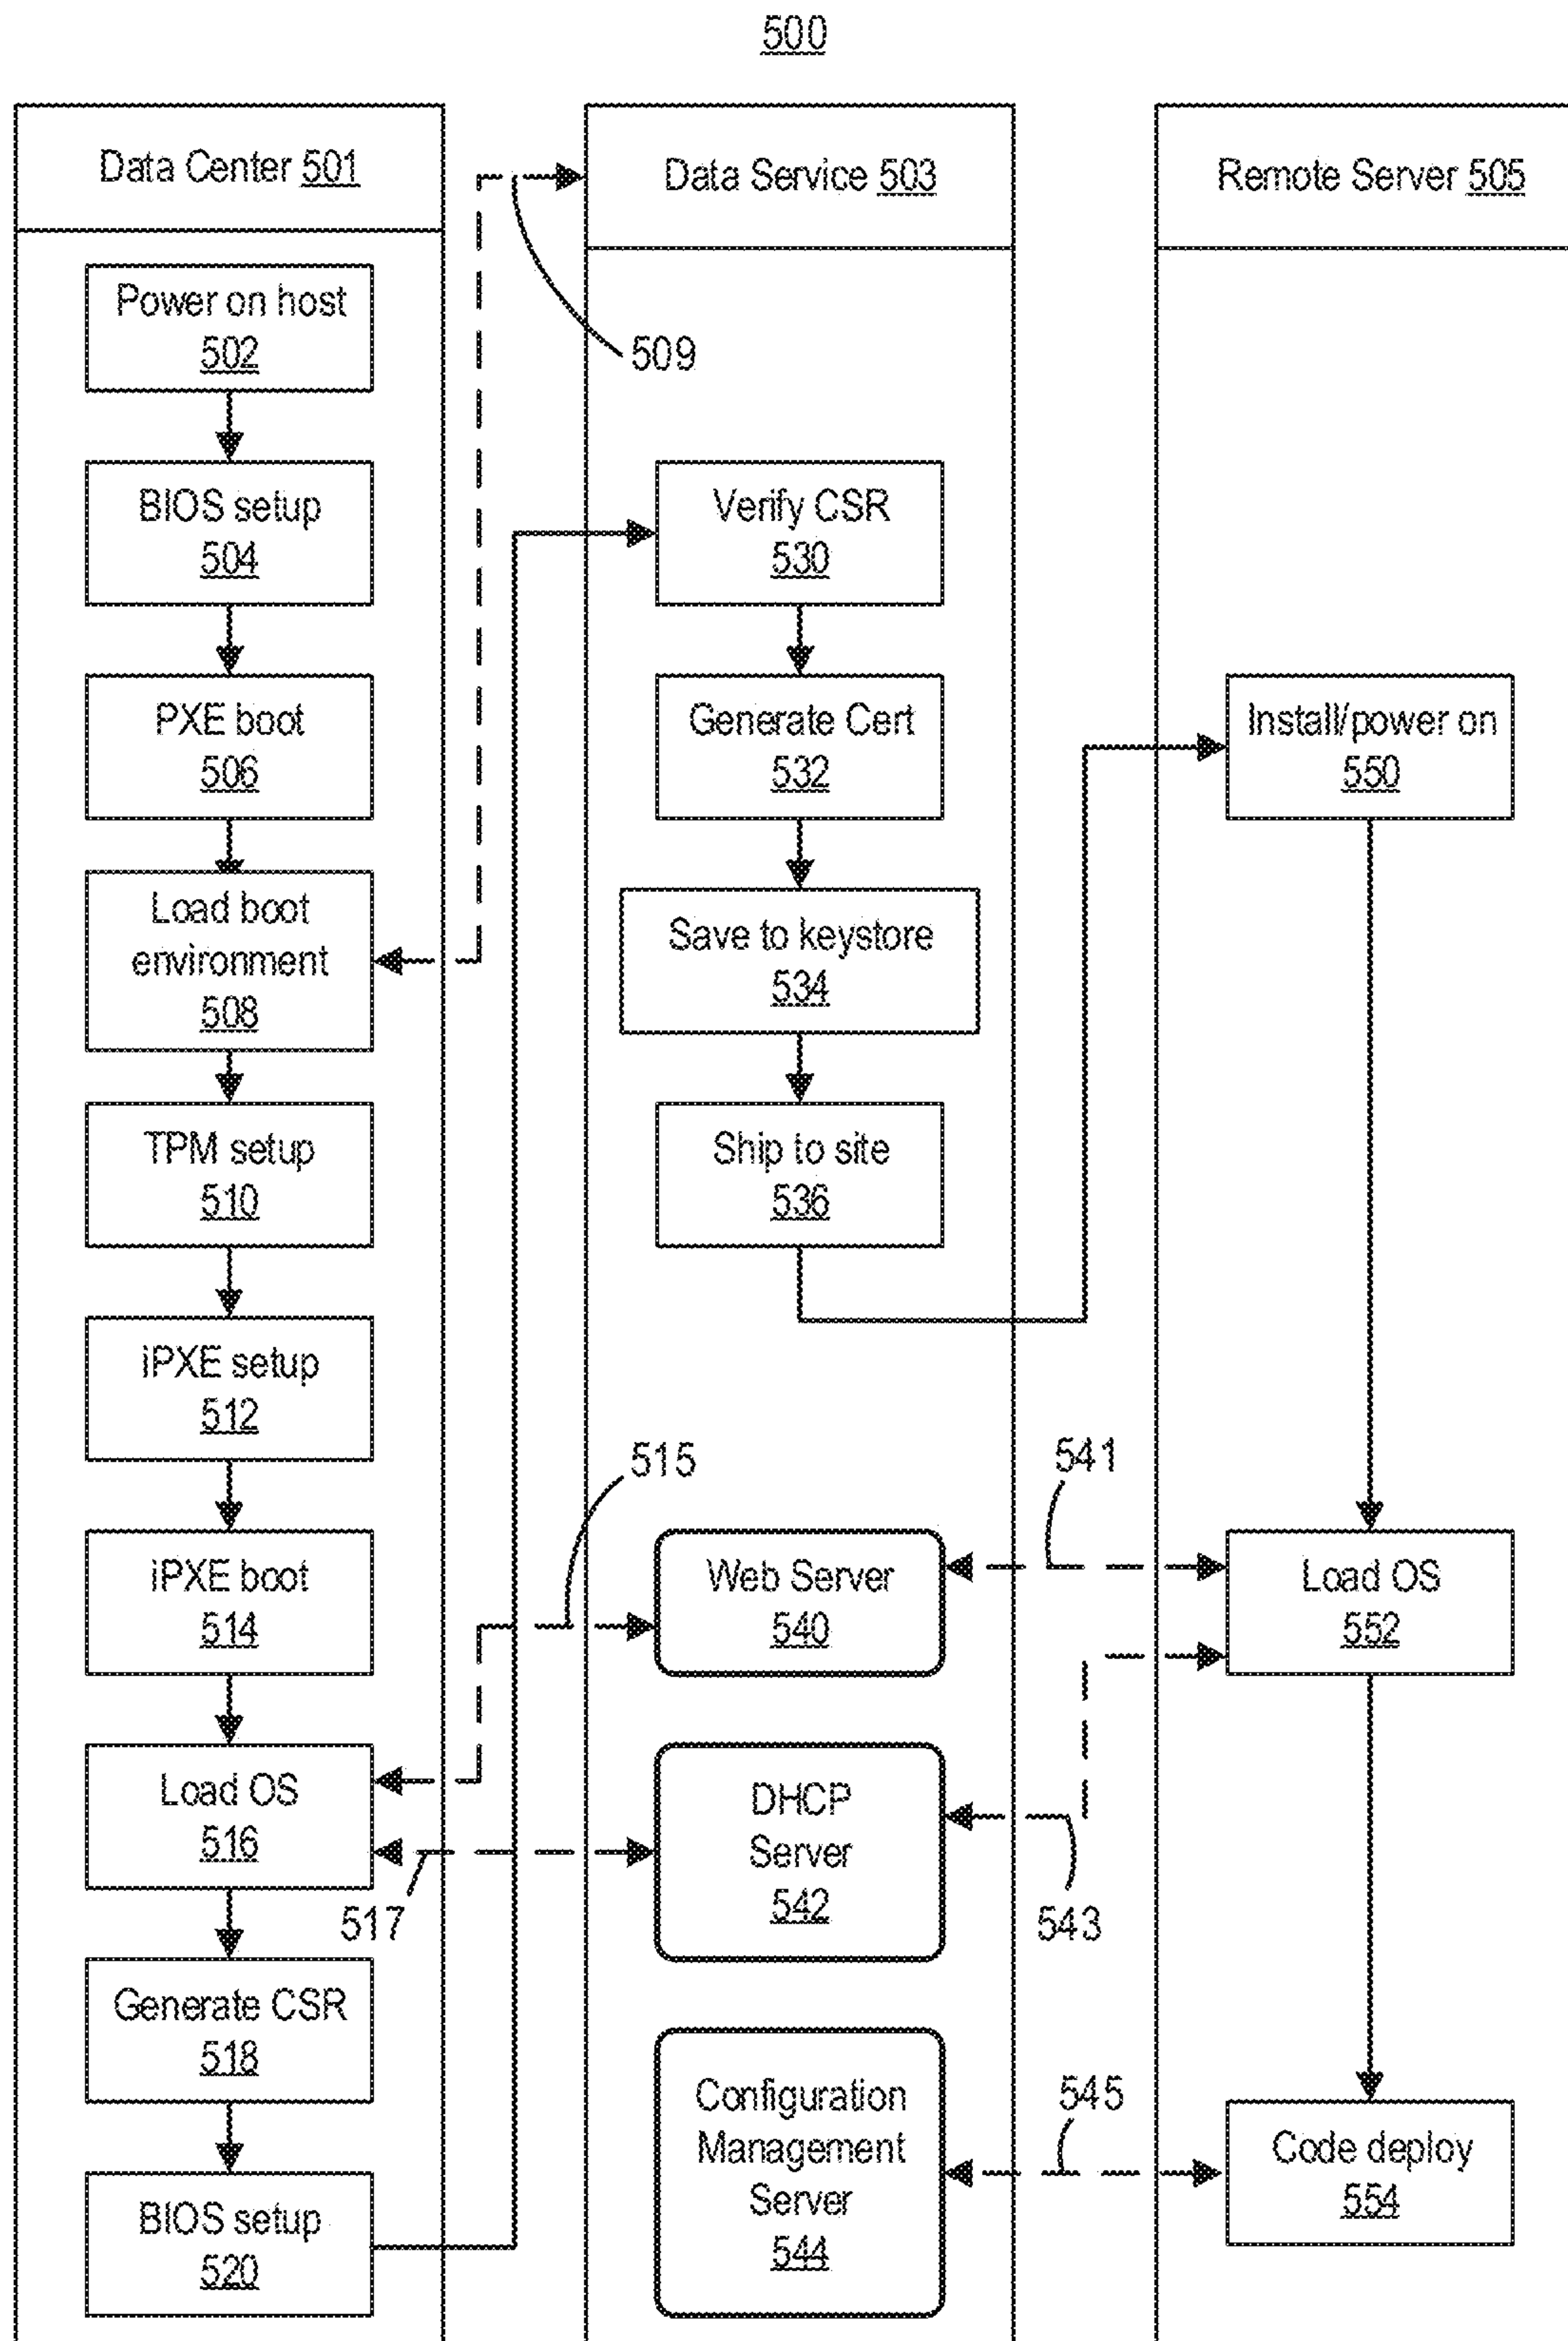 500
Data Center 501
Power on host
502
BIOS setup
504
PXE boot
506
Load boot
environment
508
TPM setup
510
iPXE setup
512
iPXE boot
514
Load OS
516
517
Generate CSR
518
BIOS setup
520
Data Service 503
509
Verify CSR
530
Generate Cert
532
Save to keystore
534
Ship to site
536
515
Web Server
540
DHCP
Server
542
Configuration
Management
Server
544
Remote Server 505
Install/power on
550
541
Load OS
552
543
545
Code deploy
554